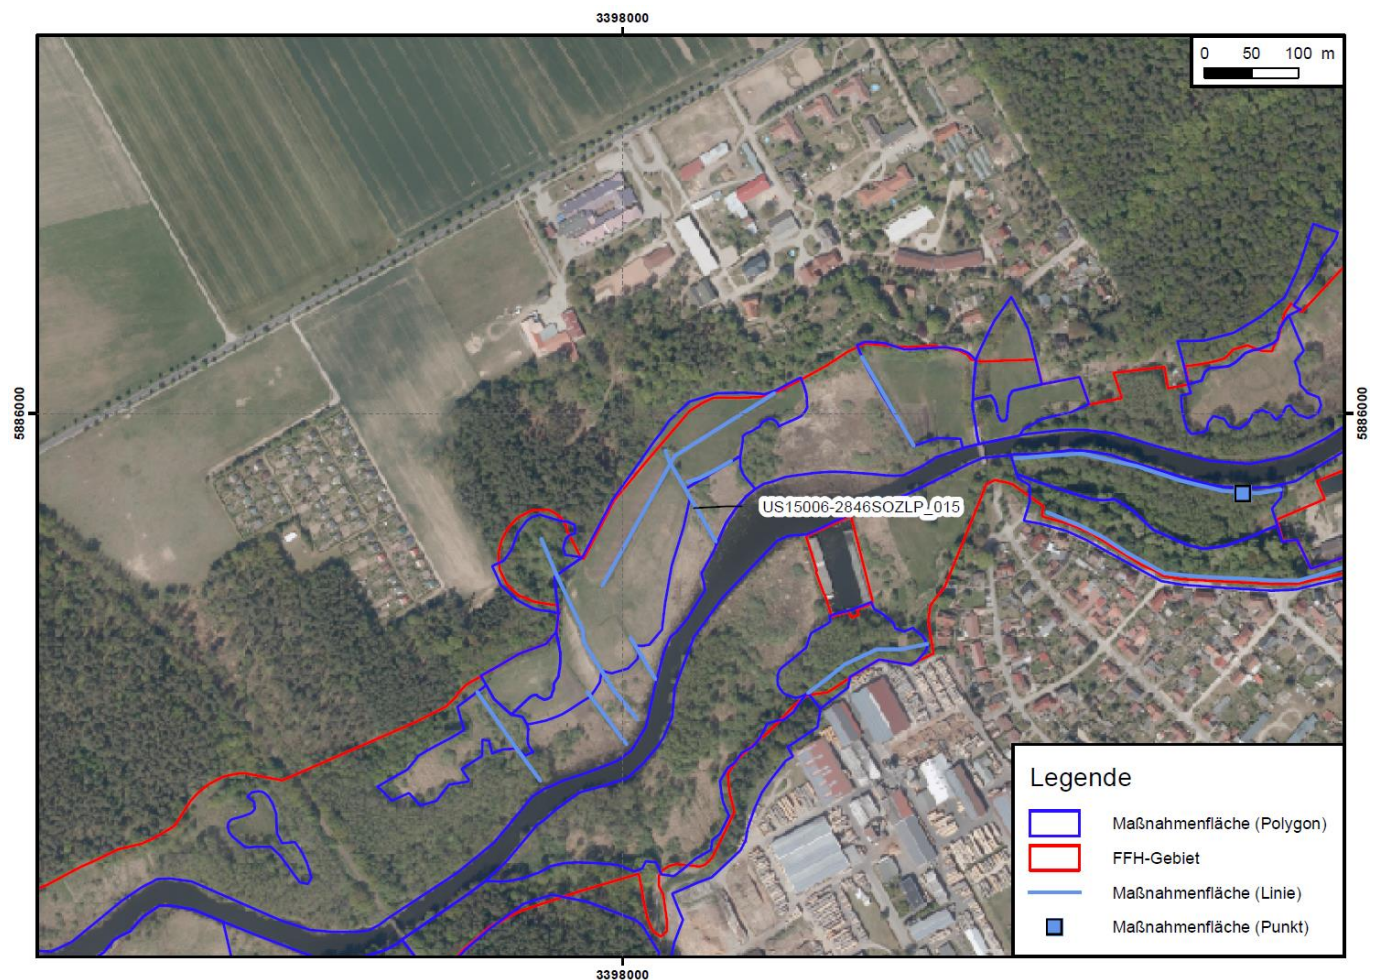 3398000
0 50 100 m
5886000
5886000
US15006-2846SOZLP_015
Legende
Maßnahmenfläche (Polygon)
FFH-Gebiet
Maßnahmenfläche (Linie)
Maßnahmenfläche (Punkt)
3398000